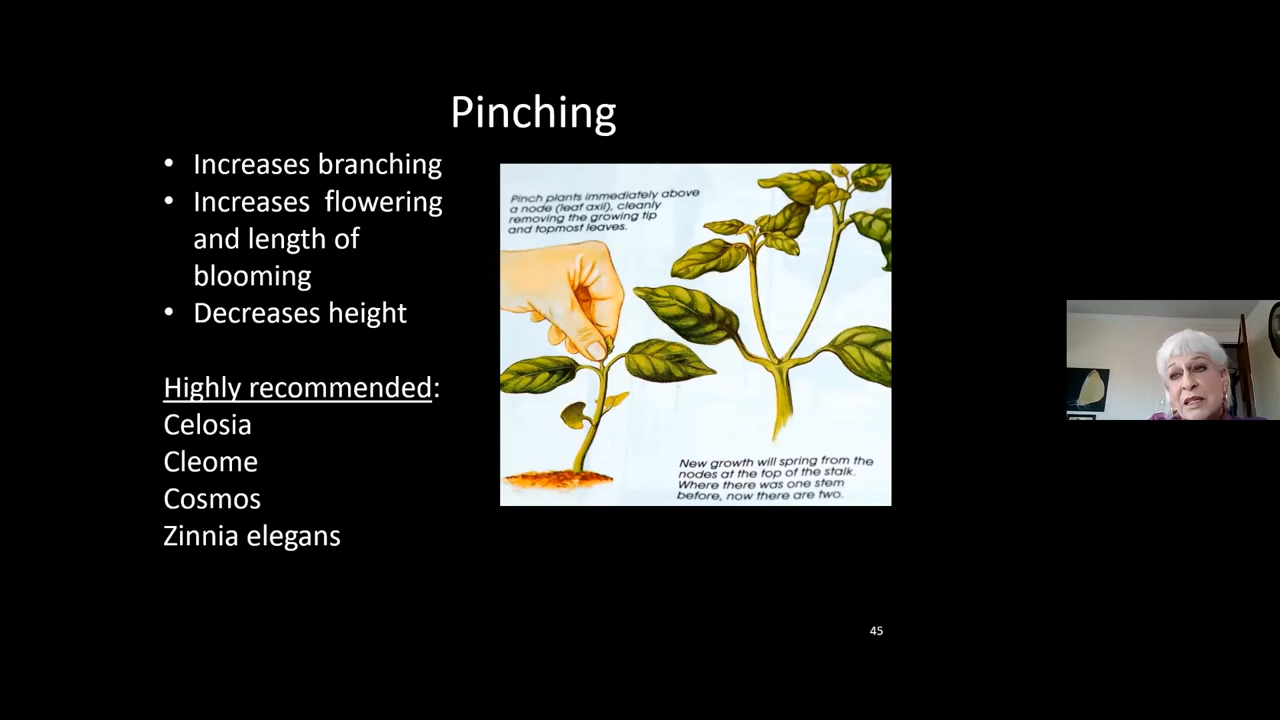 Pinching
• Increases branching
• Increases flowering
and length of
blooming
• Decreases height
Highly recommended:
Celosia
Cleome
Cosmos
Zinnia elegans
Pinch plants immediately above
a node (leaf axil), cleanly
removing the growing tip
and topmost leaves.
New growth will spring from the
nodes at the top of the stalk.
Where there was one stem
before, now there are two.
45